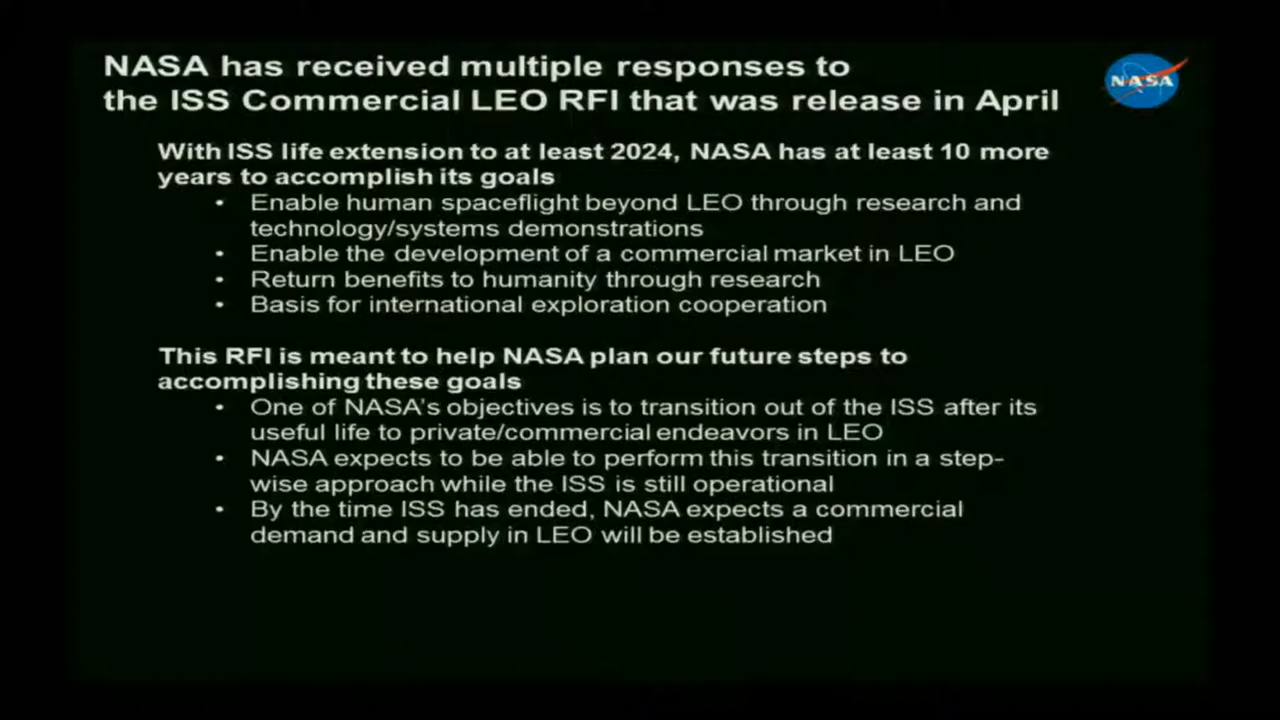 NASA has received multiple responses to
the ISS Commercial LEO RFI that was release in April
NASA
With ISS life extension to at least 2024, NASA has at least 10 more
years to accomplish its goals
• Enable human spaceflight beyond LEO through research and
technology/systems demonstrations
• Enable the development of a commercial market in LEO
• Return benefits to humanity through research
• Basis for international exploration cooperation
This RFI is meant to help NASA plan our future steps to
accomplishing these goals
• One of NASA's objectives is to transition out of the ISS after its
useful life to private/commercial endeavors in LEO
• NASA expects to be able to perform this transition in a step-
wise approach while the ISS is still operational
• By the time ISS has ended, NASA expects a commercial
demand and supply in LEO will be established